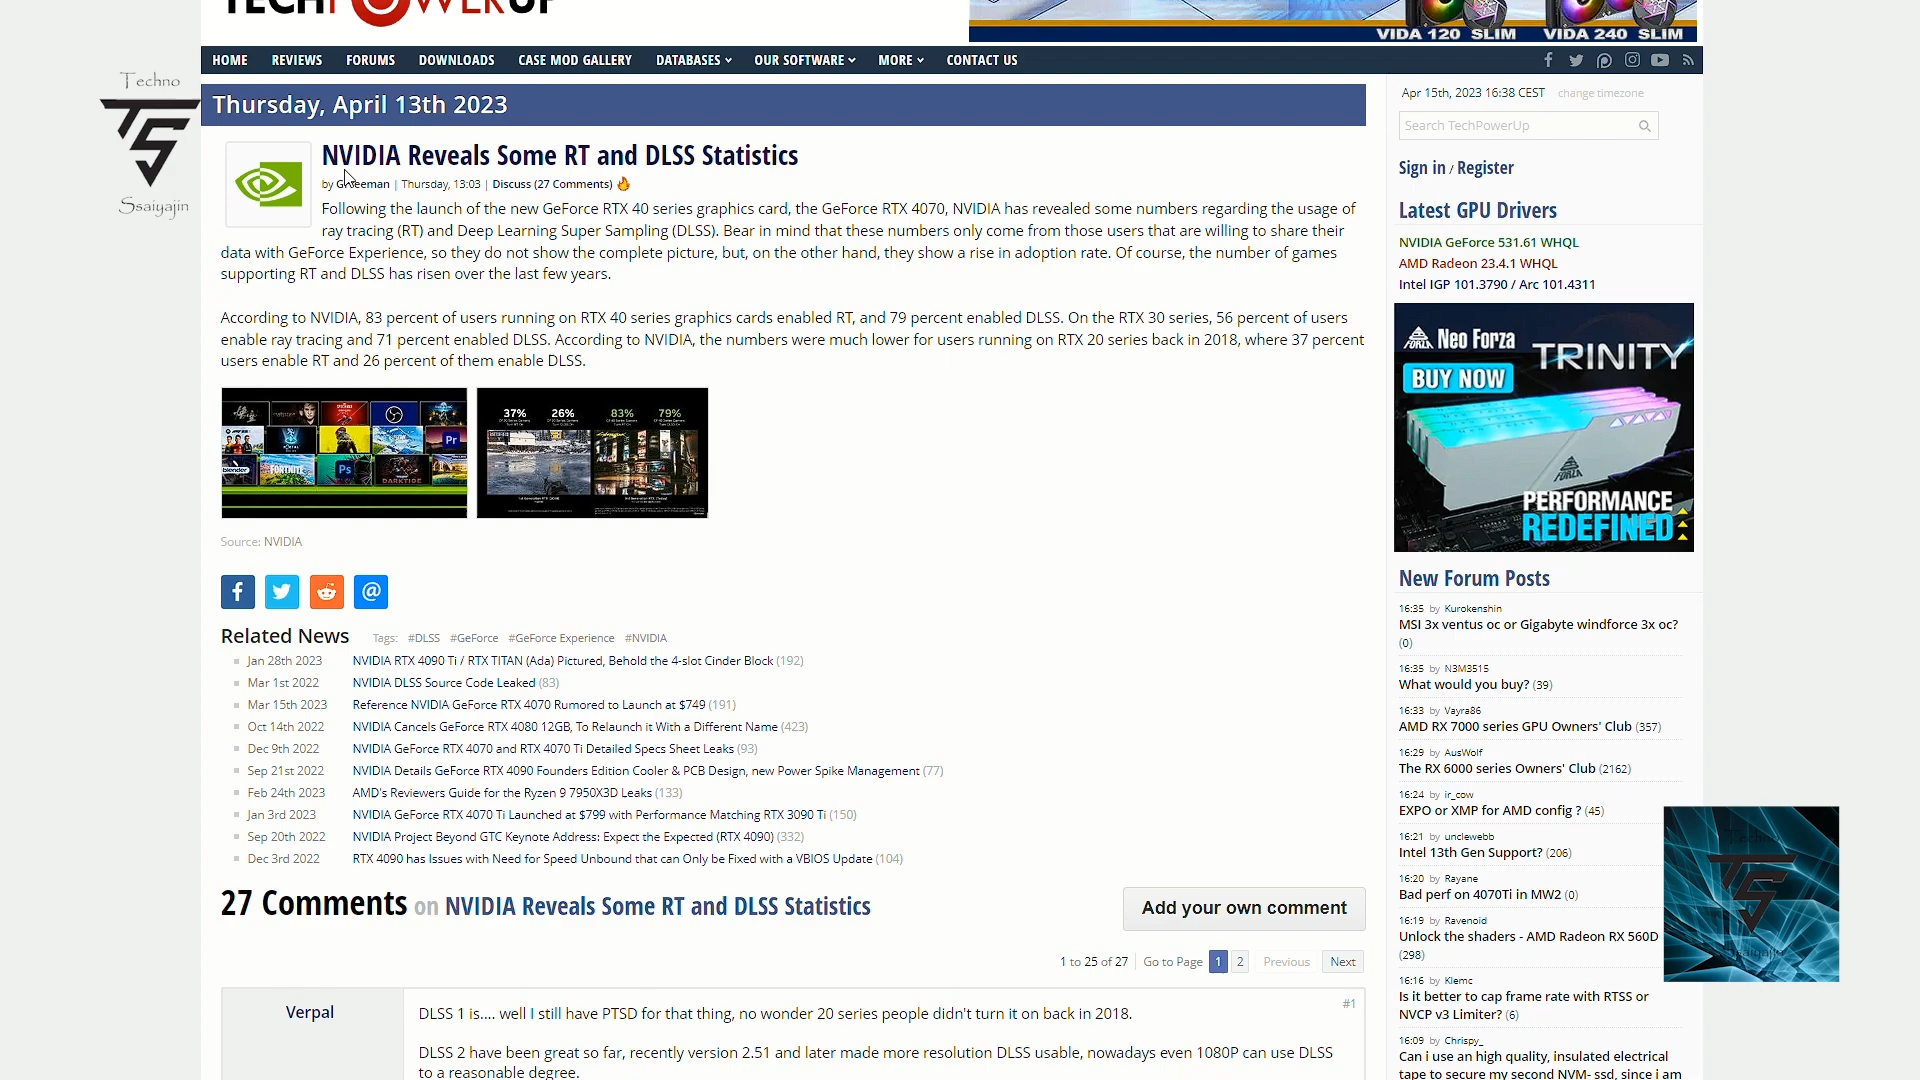 TECHPOWERUP
VIDA 120 SLIM VIDA 240 SLIM
HOME REVIEWS FORUMS DOWNLOADS CASE MOD GALLERY DATABASES OUR SOFTWARE MORE CONTACT US
Techno
Ssaiyajin
Thursday, April 13th 2023
NVIDIA Reveals Some RT and DLSS Statistics
by GFreeman | Thursday, 13:03 | Discuss (27 Comments)
Following the launch of the new GeForce RTX 40 series graphics card, the GeForce RTX 4070, NVIDIA has revealed some numbers regarding the usage of
ray tracing (RT) and Deep Learning Super Sampling (DLSS). Bear in mind that these numbers only come from those users that are willing to share their
data with GeForce Experience, so they do not show the complete picture, but, on the other hand, they show a rise in adoption rate. Of course, the number of games
supporting RT and DLSS has risen over the last few years.
According to NVIDIA, 83 percent of users running on RTX 40 series graphics cards enabled RT, and 79 percent enabled DLSS. On the RTX 30 series, 56 percent of users
enable ray tracing and 71 percent enabled DLSS. According to NVIDIA, the numbers were much lower for users running on RTX 20 series back in 2018, where 37 percent
users enable RT and 26 percent of them enable DLSS.
Pr
blender FORTNITE Ps DARKTIDE
37% 26% 83% 79%
Source: NVIDIA
Related News Tags: #DLSS #GeForce #GeForce Experience #NVIDIA
Jan 28th 2023 NVIDIA RTX 4090 Ti / RTX TITAN (Ada) Pictured, Behold the 4-slot Cinder Block (192)
Mar 1st 2022 NVIDIA DLSS Source Code Leaked (83)
Mar 15th 2023 Reference NVIDIA GeForce RTX 4070 Rumored to Launch at $749 (191)
Oct 14th 2022 NVIDIA Cancels GeForce RTX 4080 12GB, To Relaunch it With a Different Name (423)
Dec 9th 2022 NVIDIA GeForce RTX 4070 and RTX 4070 Ti Detailed Specs Sheet Leaks (93)
Sep 21st 2022 NVIDIA Details GeForce RTX 4090 Founders Edition Cooler & PCB Design, new Power Spike Management (77)
Feb 24th 2023 AMD's Reviewers Guide for the Ryzen 9 7950X3D Leaks (133)
Jan 3rd 2023 NVIDIA GeForce RTX 4070 Ti Launched at $799 with Performance Matching RTX 3090 Ti (150)
Sep 20th 2022 NVIDIA Project Beyond GTC Keynote Address: Expect the Expected (RTX 4090) (332)
Dec 3rd 2022 RTX 4090 has Issues with Need for Speed Unbound that can Only be Fixed with a VBIOS Update (104)
27 Comments on NVIDIA Reveals Some RT and DLSS Statistics
Add your own comment
1 to 25 of 27 Go to Page 1 2 Previous Next
Verpal
#1
DLSS 1 is.... well I still have PTSD for that thing, no wonder 20 series people didn't turn it on back in 2018.
DLSS 2 have been great so far, recently version 2.51 and later made more resolution DLSS usable, nowadays even 1080P can use DLSS
to a reasonable degree.
Apr 15th, 2023 16:38 CEST change timezone
Search TechPowerUp
Sign in / Register
Latest GPU Drivers
NVIDIA GeForce 531.61 WHQL
AMD Radeon 23.4.1 WHQL
Intel IGP 101.3790 / Arc 101.4311
Neo Forza
TRINITY
BUY NOW
FORZA
PERFORMANCE
REDEFINED
New Forum Posts
16:35 by Kurokenshin
MSI 3x ventus oc or Gigabyte windforce 3x oc?
(0)
16:35 by N3M3515
What would you buy? (39)
16:33 by Vayra86
AMD RX 7000 series GPU Owners' Club (357)
16:29 by AusWolf
The RX 6000 series Owners' Club (2162)
16:24 by ir_cow
EXPO or XMP for AMD config ? (45)
16:21 by unclewebb
Intel 13th Gen Support? (206)
16:20 by Rayane
Bad perf on 4070Ti in MW2 (0)
16:19 by Ravenoid
Unlock the shaders - AMD Radeon RX 560D
(298)
16:16 by Klemc
Is it better to cap frame rate with RTSS or
NVCP v3 Limiter? (6)
16:09 by Chrispy_
Can i use an high quality, insulated electrical
tape to secure my second NVM- ssd, since i am